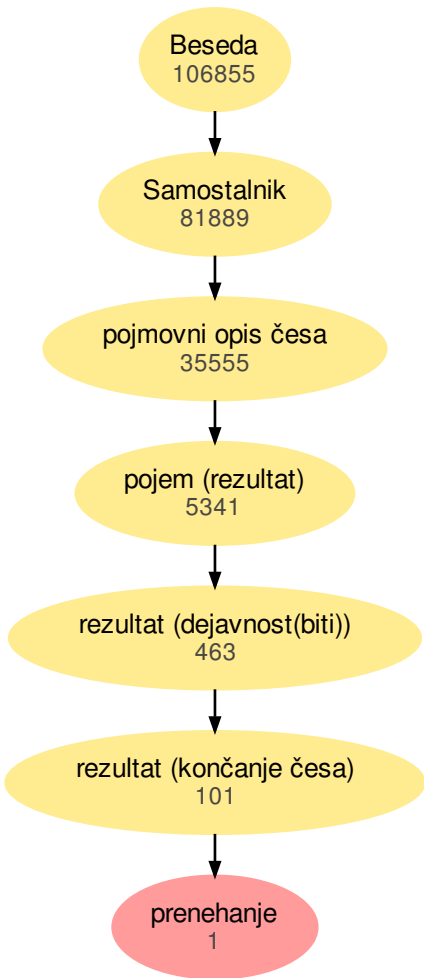 Beseda
106855
Samostalnik
81889
pojmovni opis česa
35555
pojem (rezultat)
5341
rezultat (dejavnost(biti))
463
rezultat (končanje česa)
101
prenehanje
1